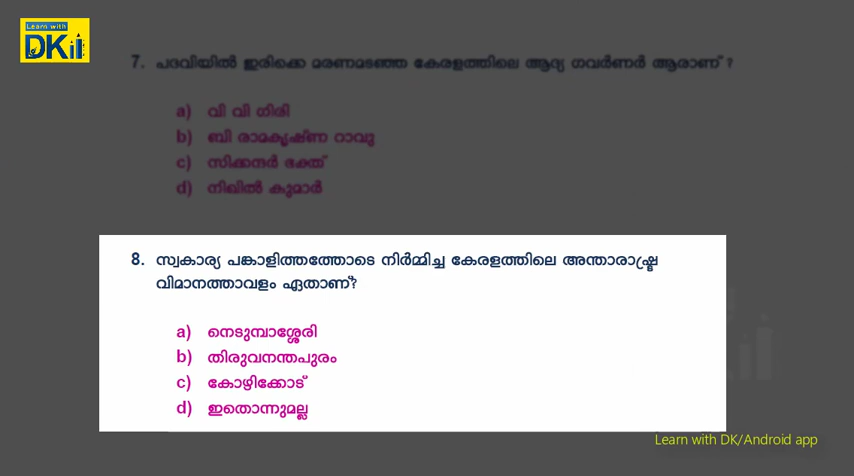 Learn with
DK
7. പദവിയിൽ ഇരിക്കെ മരണമടഞ്ഞ കേരളത്തിലെ ആദ്യ ഗവർണർ ആരാണ് ?
a) വി വി ഗിരി
b) ബി രാമകൃഷ്ണ റാവു
c) സിക്കന്ദർ ഭക്ത്
d) നിഖിൽ കുമാർ
8. സ്വകാര്യ പങ്കാളിത്തത്തോടെ നിർമ്മിച്ച കേരളത്തിലെ അന്താരാഷ്ട്ര
വിമാനത്താവളം ഏതാണ്?
a) നെടുമ്പാശ്ശേരി
b) തിരുവനന്തപുരം
c) കോഴിക്കോട്
d) ഇതൊന്നുമല്ല
Learn with DK/Android app